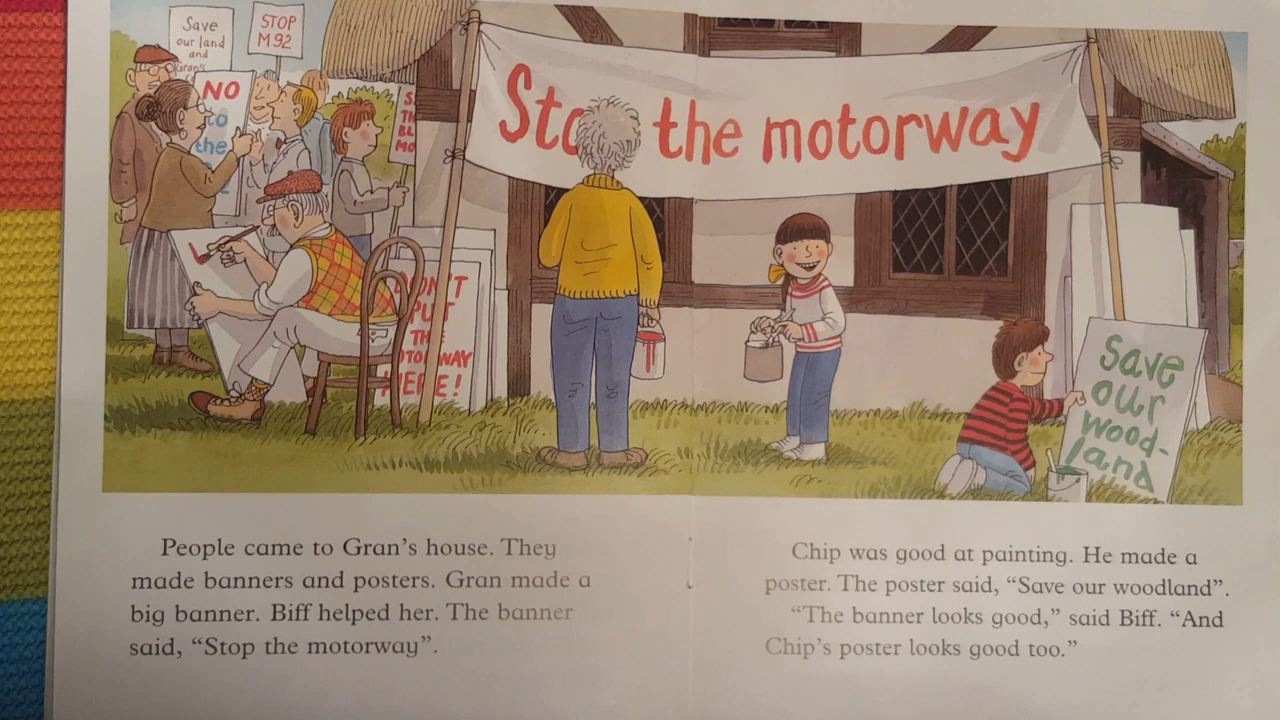 Save
our land
and
Gran's
STOP
M92
NO
to
the
DON'T
PUT
THE
MOTORWAY
HERE!
Stop the motorway
Save
our
wood-
land
People came to Gran's house. They
made banners and posters. Gran made a
big banner. Biff helped her. The banner
said, "Stop the motorway".
Chip was good at painting. He made a
poster. The poster said, "Save our woodland".
"The banner looks good," said Biff. "And
Chip's poster looks good too."